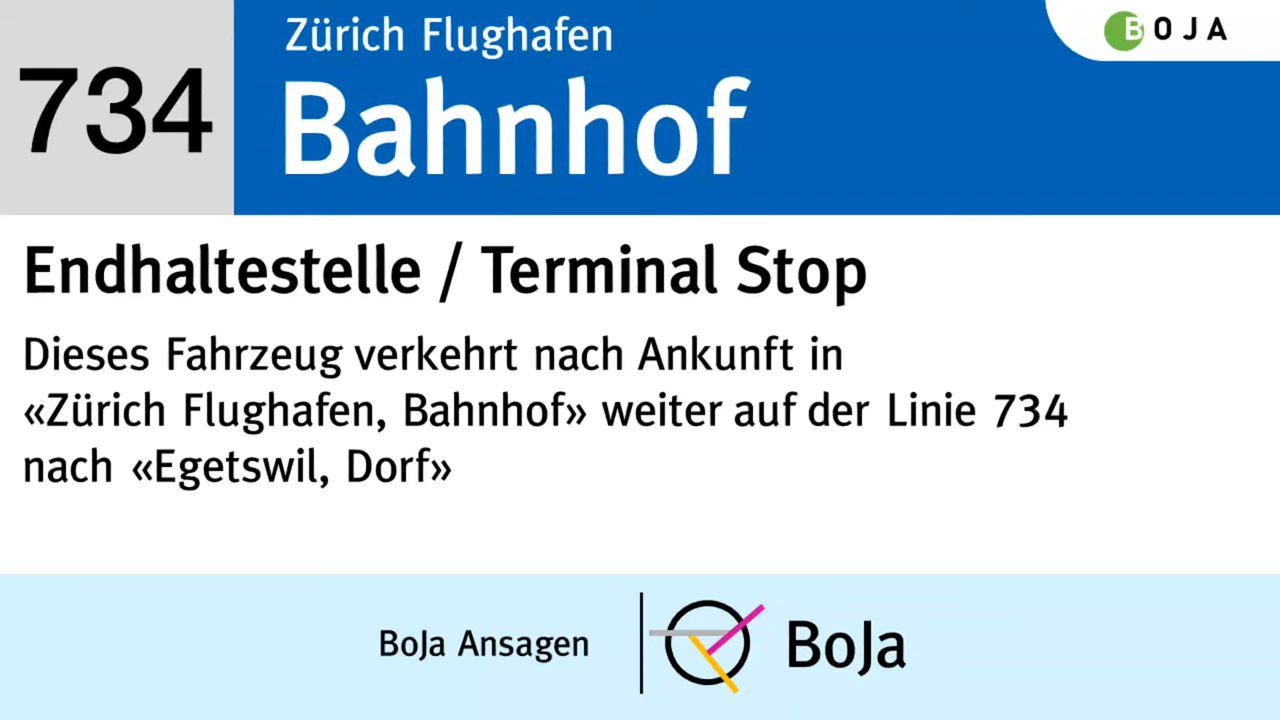 734
Zürich Flughafen
Bahnhof
BOJA
Endhaltestelle / Terminal Stop
Dieses Fahrzeug verkehrt nach Ankunft in
«Zürich Flughafen, Bahnhof» weiter auf der Linie 734
nach «Egetswil, Dorf»
BoJa Ansagen
BoJa